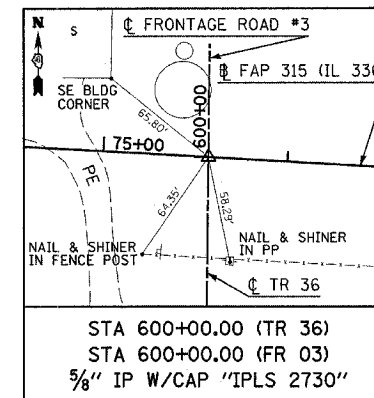 N
S
℄ FRONTAGE ROAD #3
SE BLDG
CORNER
65.80'
600+00
℄ FAP 315 (IL 336
75+00
PE
64.35'
58.29'
NAIL & SHINER
IN FENCE POST
NAIL & SHINER
IN PP
℄ TR 36
STA 600+00.00 (TR 36)
STA 600+00.00 (FR 03)
⅝" IP W/CAP "IPLS 2730"